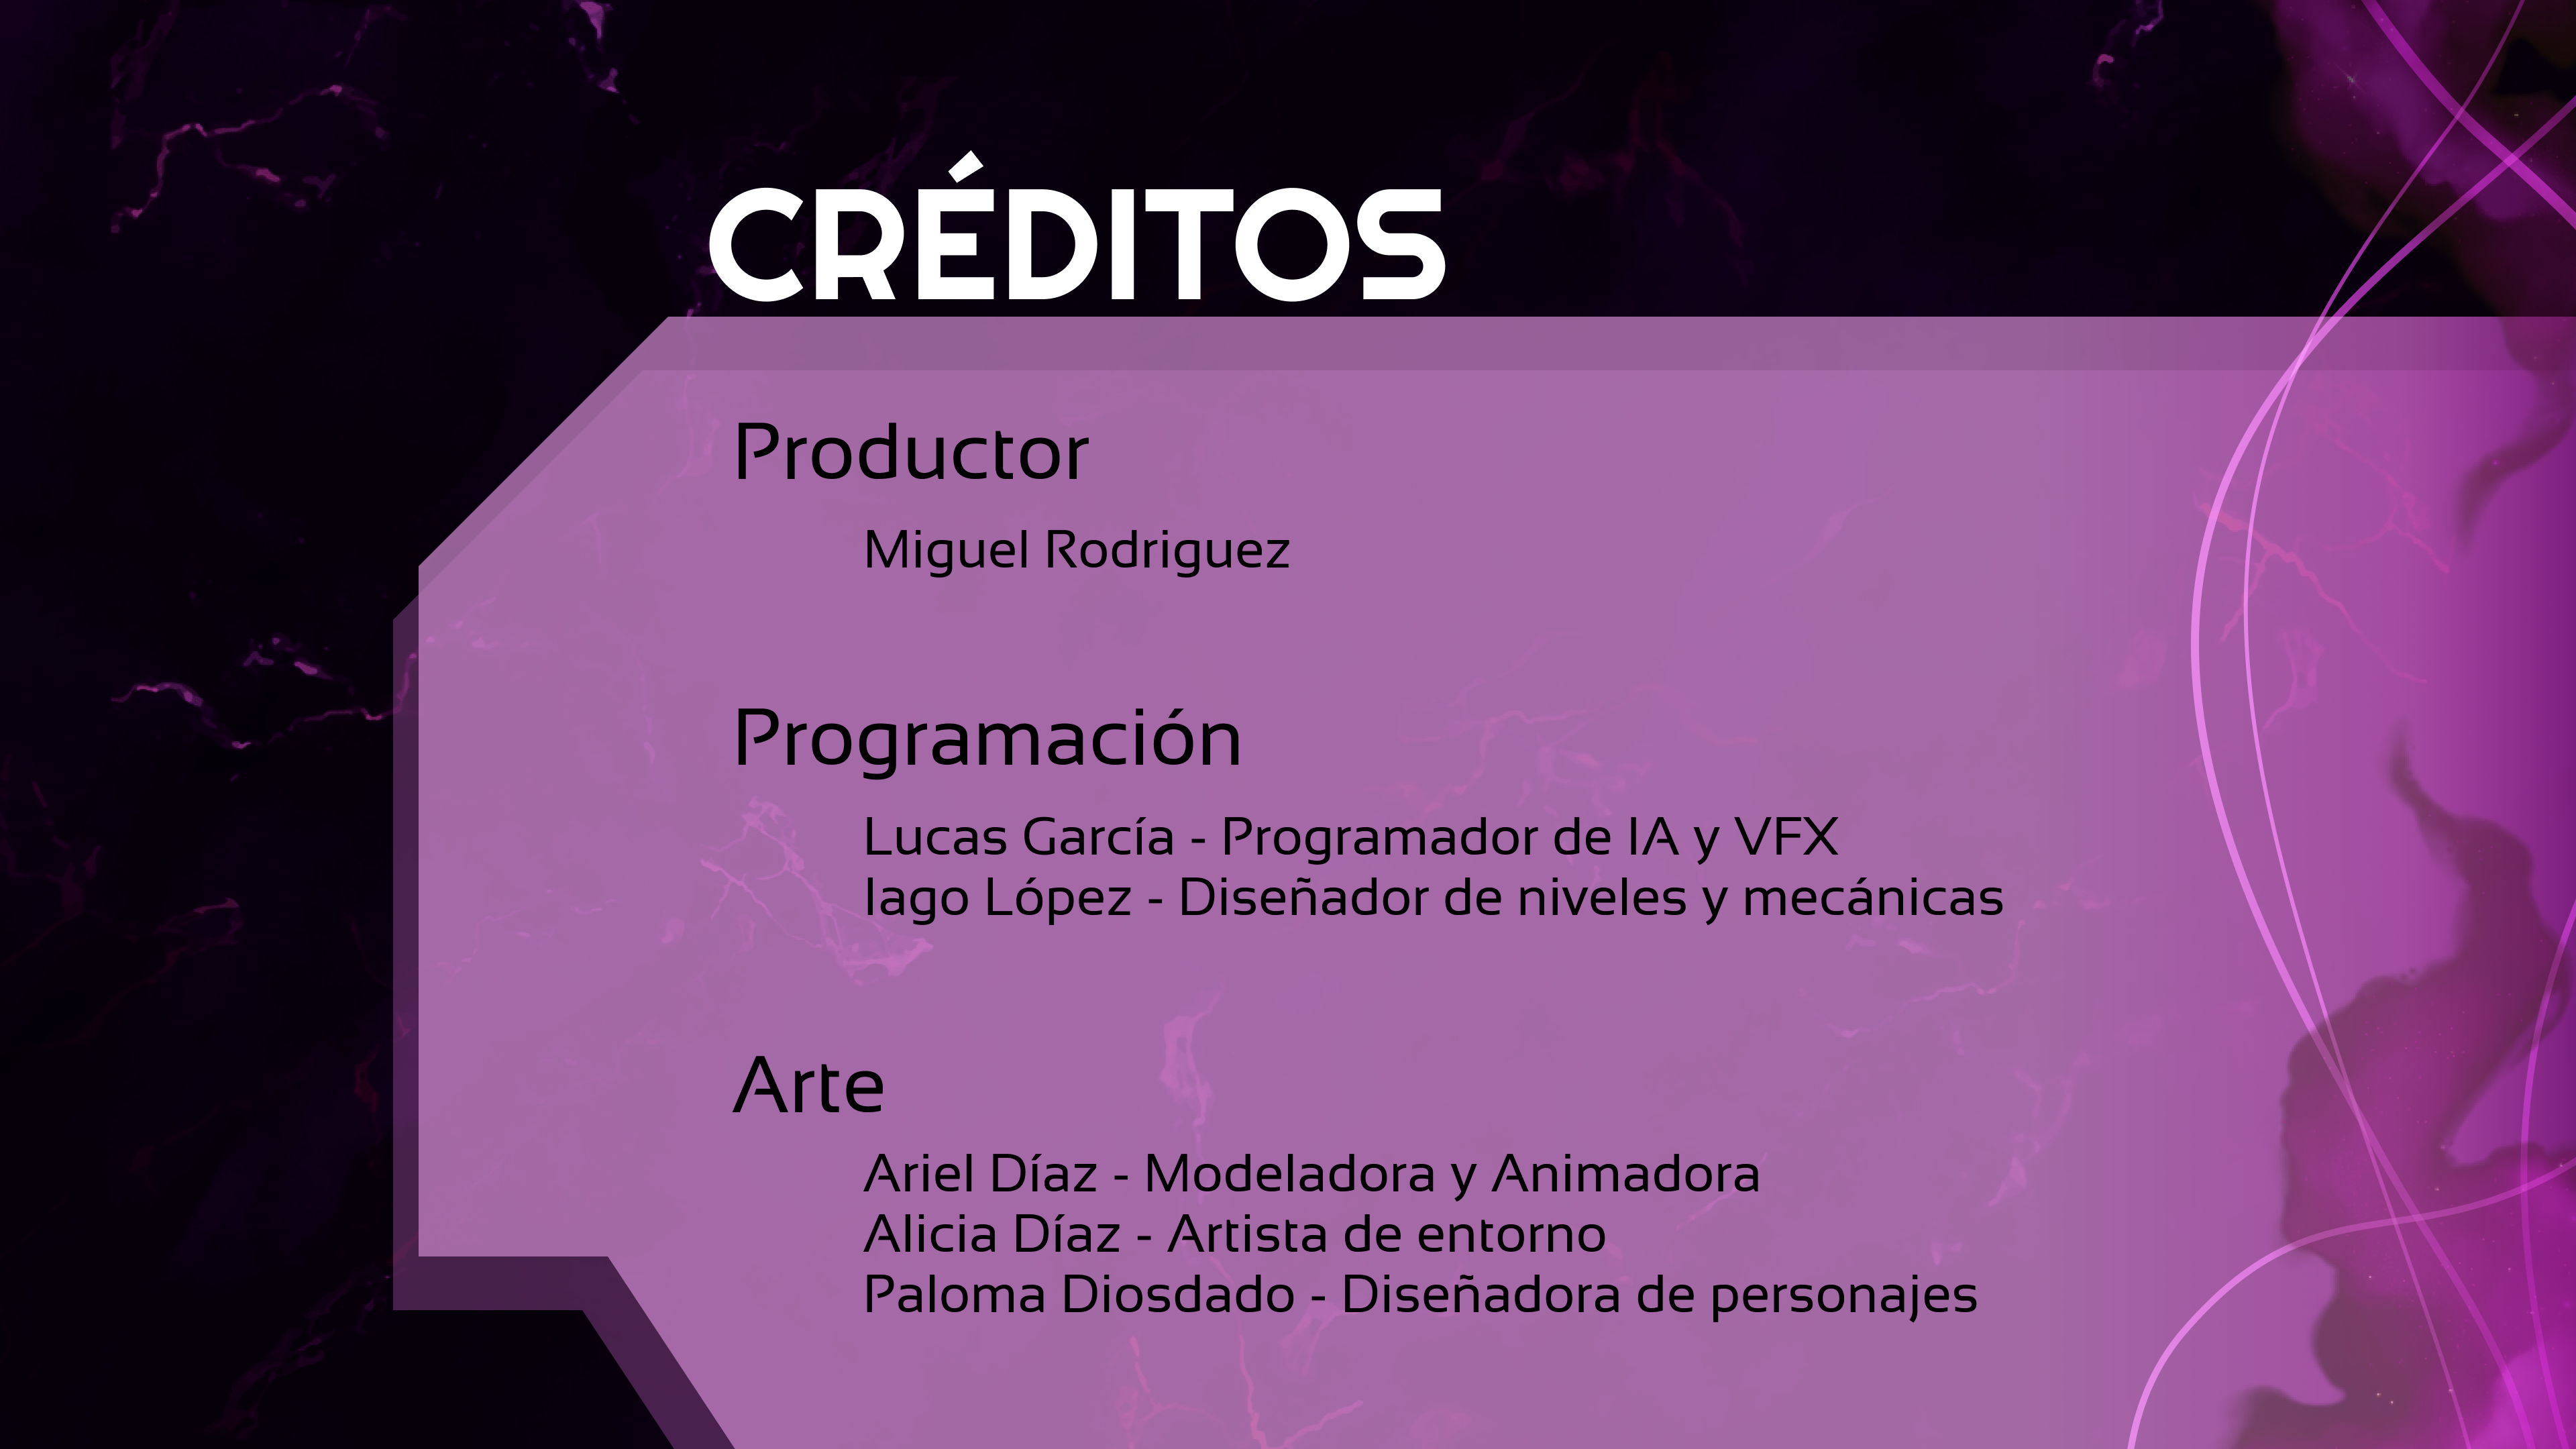 CRÉDITOS
Productor
Miguel Rodriguez
Programación
Lucas García - Programador de IA y VFX
Iago López - Diseñador de niveles y mecánicas
Arte
Ariel Díaz - Modeladora y Animadora
Alicia Díaz - Artista de entorno
Paloma Diosdado - Diseñadora de personajes